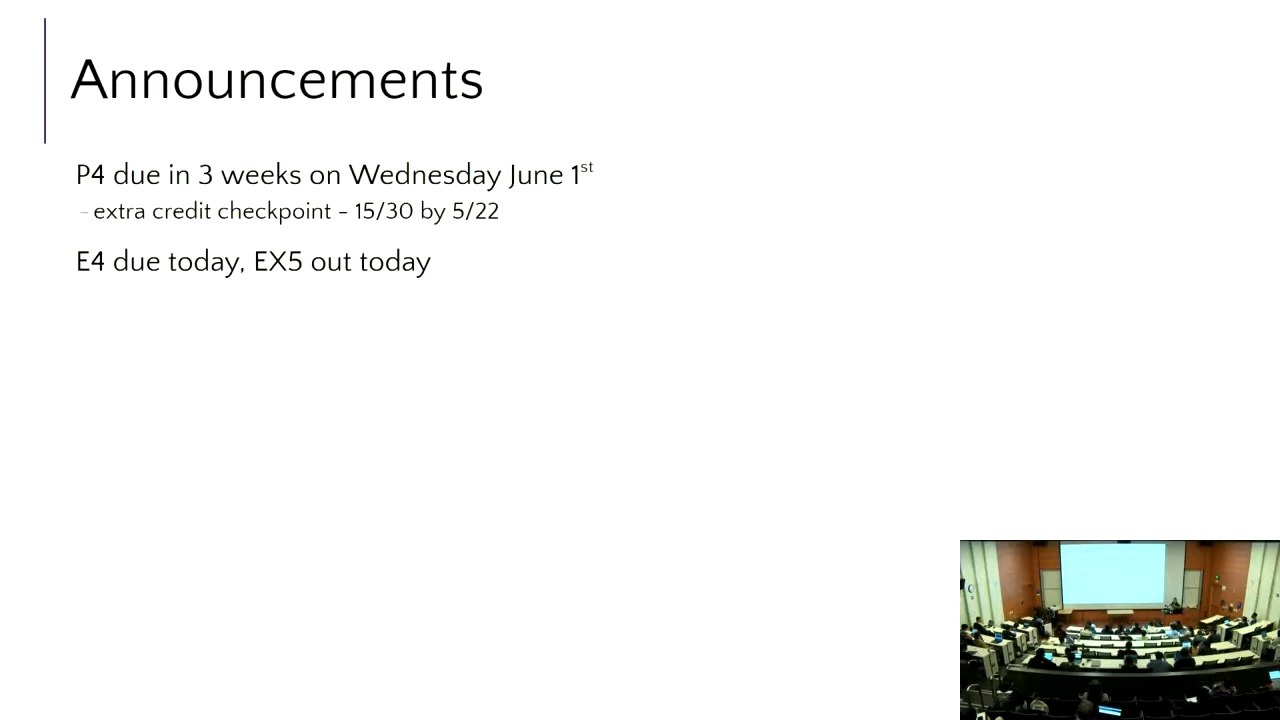 Announcements
P4 due in 3 weeks on Wednesday June 1st
– extra credit checkpoint – 15/30 by 5/22
E4 due today, EX5 out today